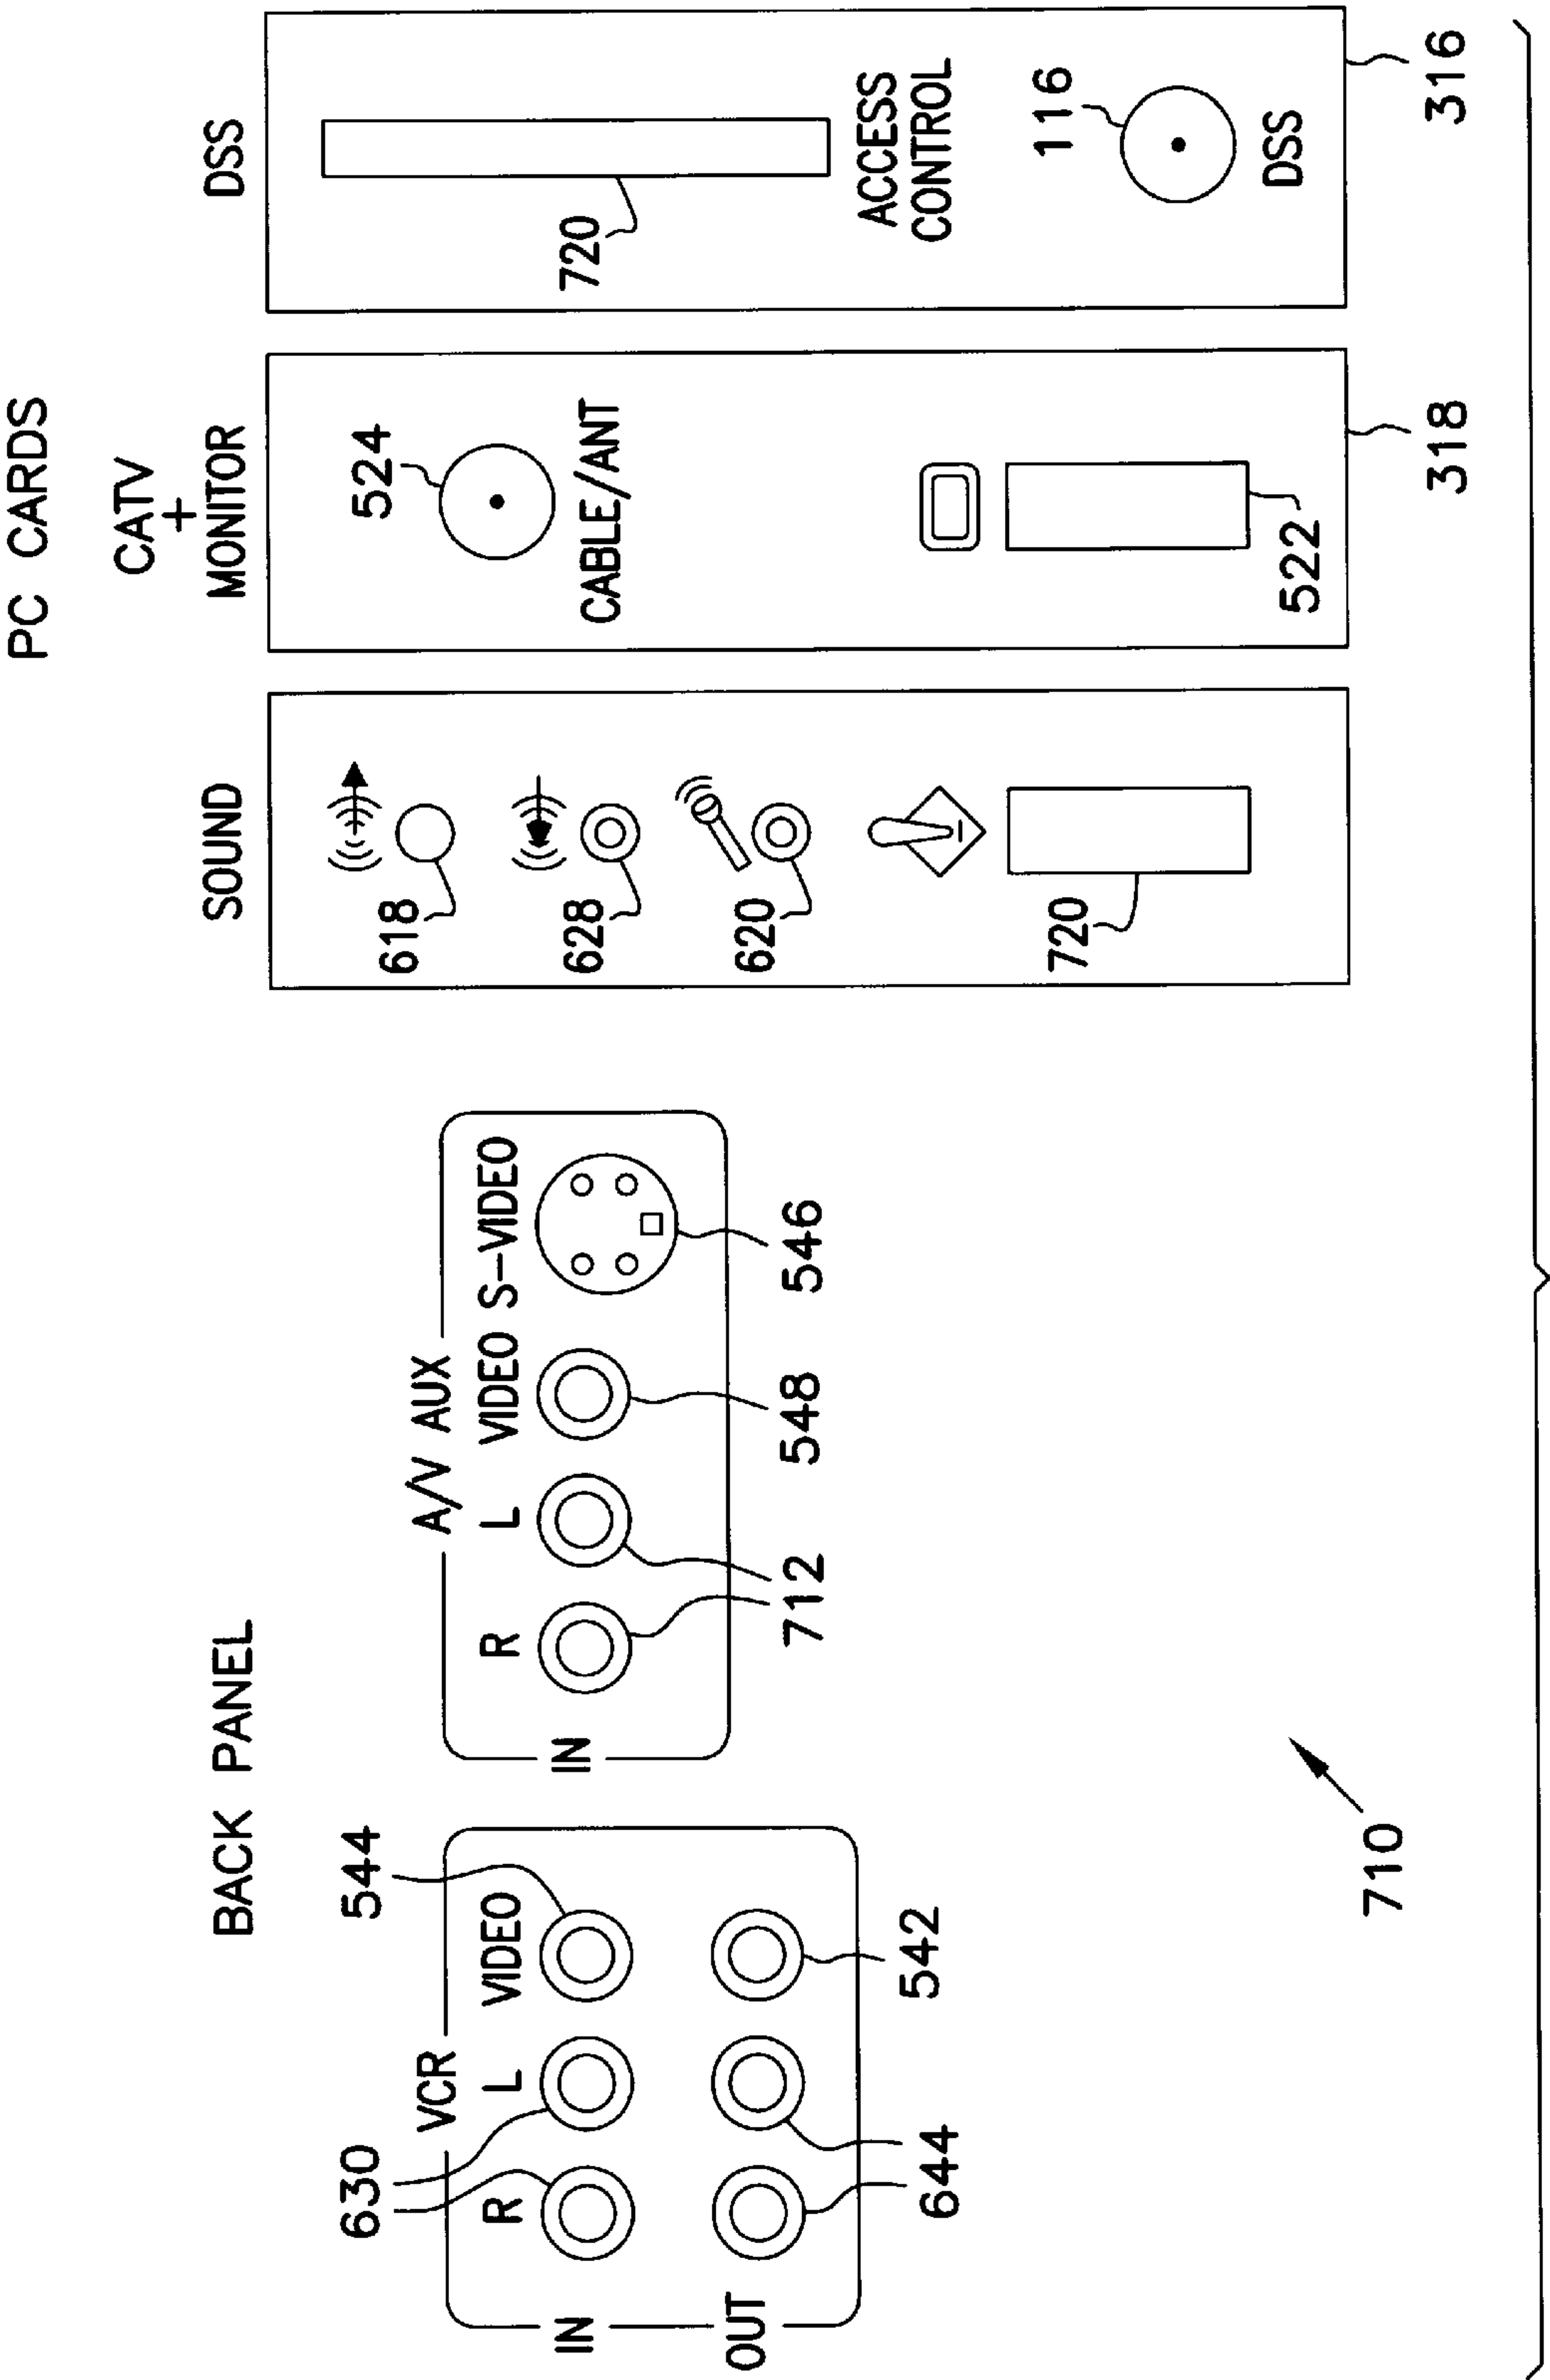 BACK PANEL
PC CARDS
VCR
630
544
R L VIDEO
IN
OUT
644
542
A/V AUX
R L VIDEO S-VIDEO
IN
712
548
546
SOUND
618
628
620
720
CATV
+
MONITOR
524
CABLE/ANT
522
318
DSS
720
ACCESS
CONTROL
116
DSS
316
710